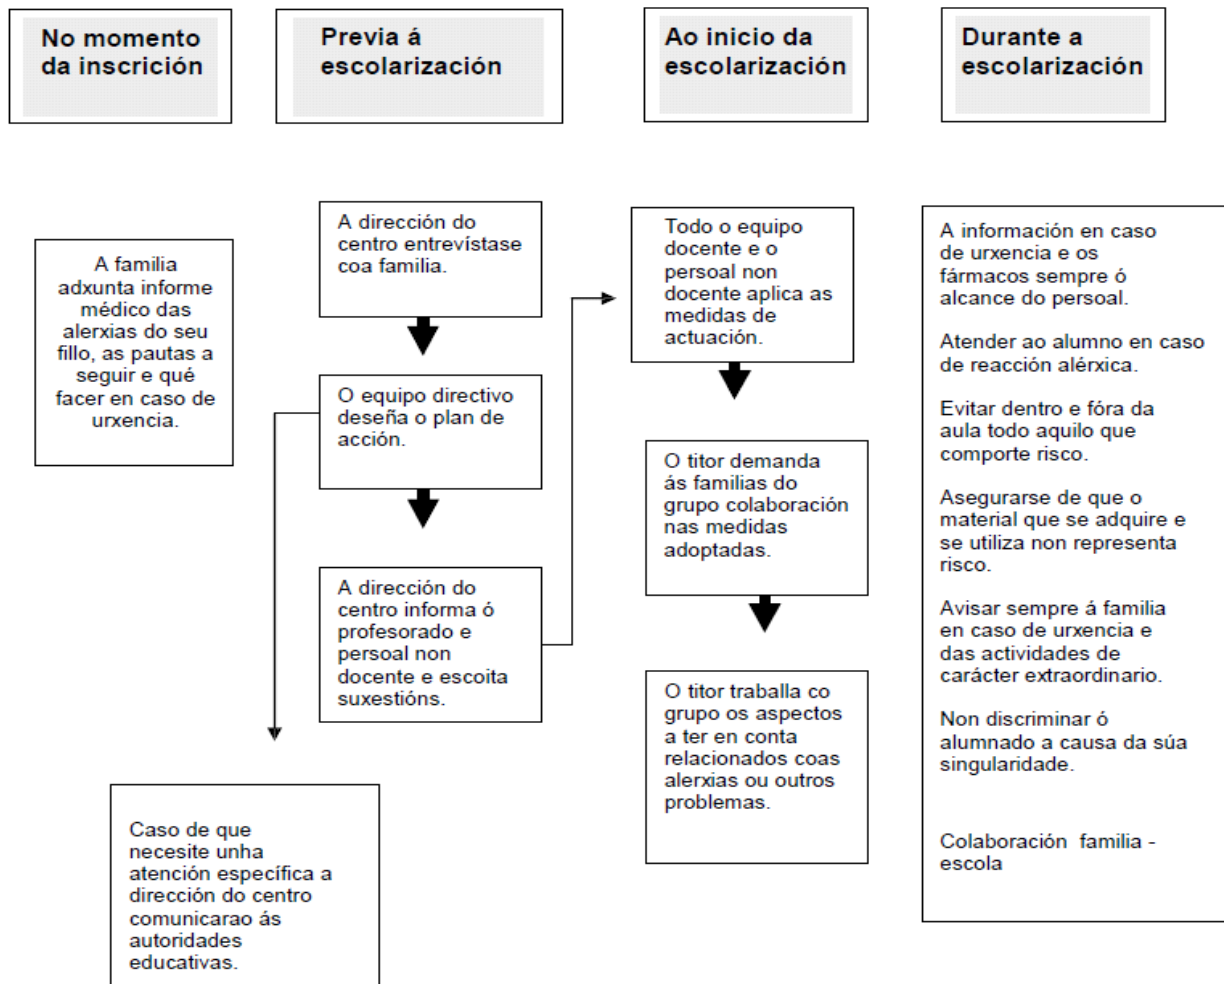 No momento
da inscrición
Previa á
escolarización
Ao inicio da
escolarización
Durante a
escolarización
A familia
adxunta informe
médico das
alerxias do seu
fillo, as pautas a
seguir e qué
facer en caso de
urxencia.
A dirección do
centro entrevístase
coa familia.
O equipo directivo
deseña o plan de
acción.
A dirección do
centro informa ó
profesorado e
persoal non
docente e escoita
suxestións.
Caso de que
necesite unha
atención específica a
dirección do centro
comunicarao ás
autoridades
educativas.
Todo o equipo
docente e o
persoal non
docente aplica as
medidas de
actuación.
O titor demanda
ás familias do
grupo colaboración
nas medidas
adoptadas.
O titor traballa co
grupo os aspectos
a ter en conta
relacionados coas
alerxias ou outros
problemas.
A información en caso
de urxencia e os
fármacos sempre ó
alcance do persoal.
Atender ao alumno en caso
de reacción alérxica.
Evitar dentro e fóra da
aula todo aquilo que
comporte risco.
Asegurarse de que o
material que se adquire e
se utiliza non representa
risco.
Avisar sempre á familia
en caso de urxencia e
das actividades de
carácter extraordinario.
Non discriminar ó
alumnado a causa da súa
singularidade.
Colaboración familia -
escola